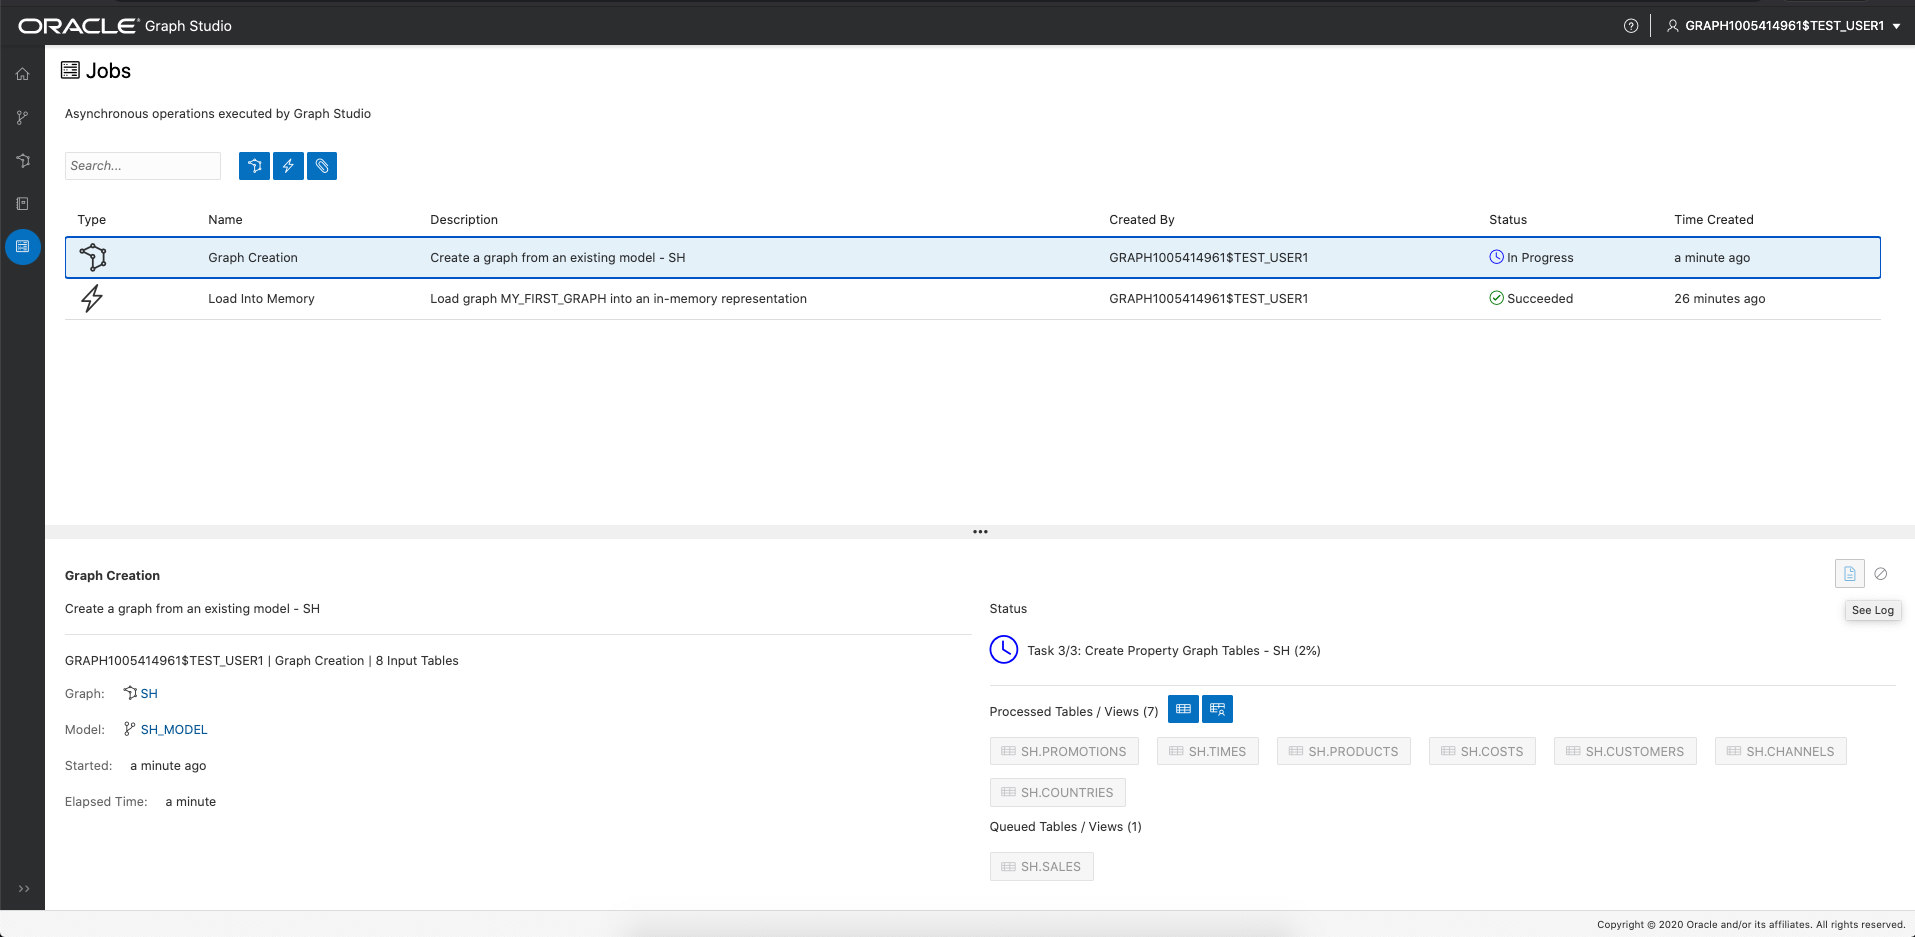 ORACLE Graph Studio
GRAPH1005414961$TEST_USER1
Jobs
Asynchronous operations executed by Graph Studio
Search...
Type Name Description Created By Status Time Created
Graph Creation Create a graph from an existing model - SH GRAPH1005414961$TEST_USER1 In Progress a minute ago
Load Into Memory Load graph MY_FIRST_GRAPH into an in-memory representation GRAPH1005414961$TEST_USER1 Succeeded 26 minutes ago
Graph Creation
Create a graph from an existing model - SH
GRAPH1005414961$TEST_USER1 | Graph Creation | 8 Input Tables
Graph: SH
Model: SH_MODEL
Started: a minute ago
Elapsed Time: a minute
See Log
Status
Task 3/3: Create Property Graph Tables - SH (2%)
Processed Tables / Views (7)
SH.PROMOTIONS SH.TIMES SH.PRODUCTS SH.COSTS SH.CUSTOMERS SH.CHANNELS
SH.COUNTRIES
Queued Tables / Views (1)
SH.SALES
Copyright © 2020 Oracle and/or its affiliates. All rights reserved.